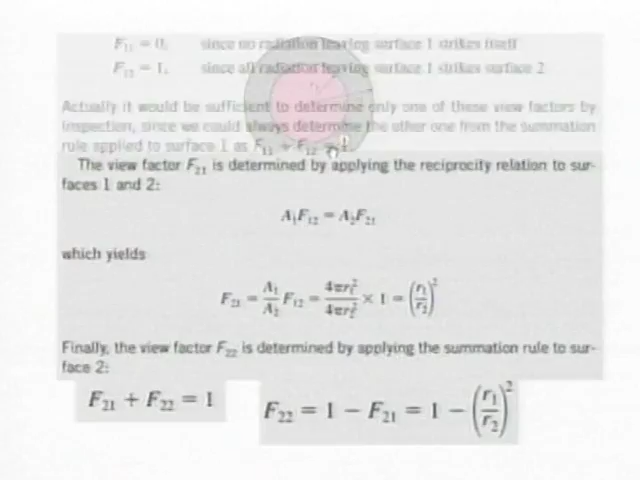 F₁₁ = 0, since no radiation leaving surface 1 strikes itself
F₁₂ = 1, since all radiation leaving surface 1 strikes surface 2
Actually it would be sufficient to determine only one of these view factors by
inspection, since we could always determine the other one from the summation
rule applied to surface 1 as F₁₁ + F₁₂ = 1.
The view factor F₂₁ is determined by applying the reciprocity relation to sur-
faces 1 and 2:
A₁F₁₂ = A₂F₂₁
which yields
F₂₁ = A₁/A₂ F₁₂ = 4πr₁²/4πr₂² × 1 = (r₁/r₂)²
Finally, the view factor F₂₂ is determined by applying the summation rule to sur-
face 2:
F₂₁ + F₂₂ = 1
F₂₂ = 1 − F₂₁ = 1 − (r₁/r₂)²